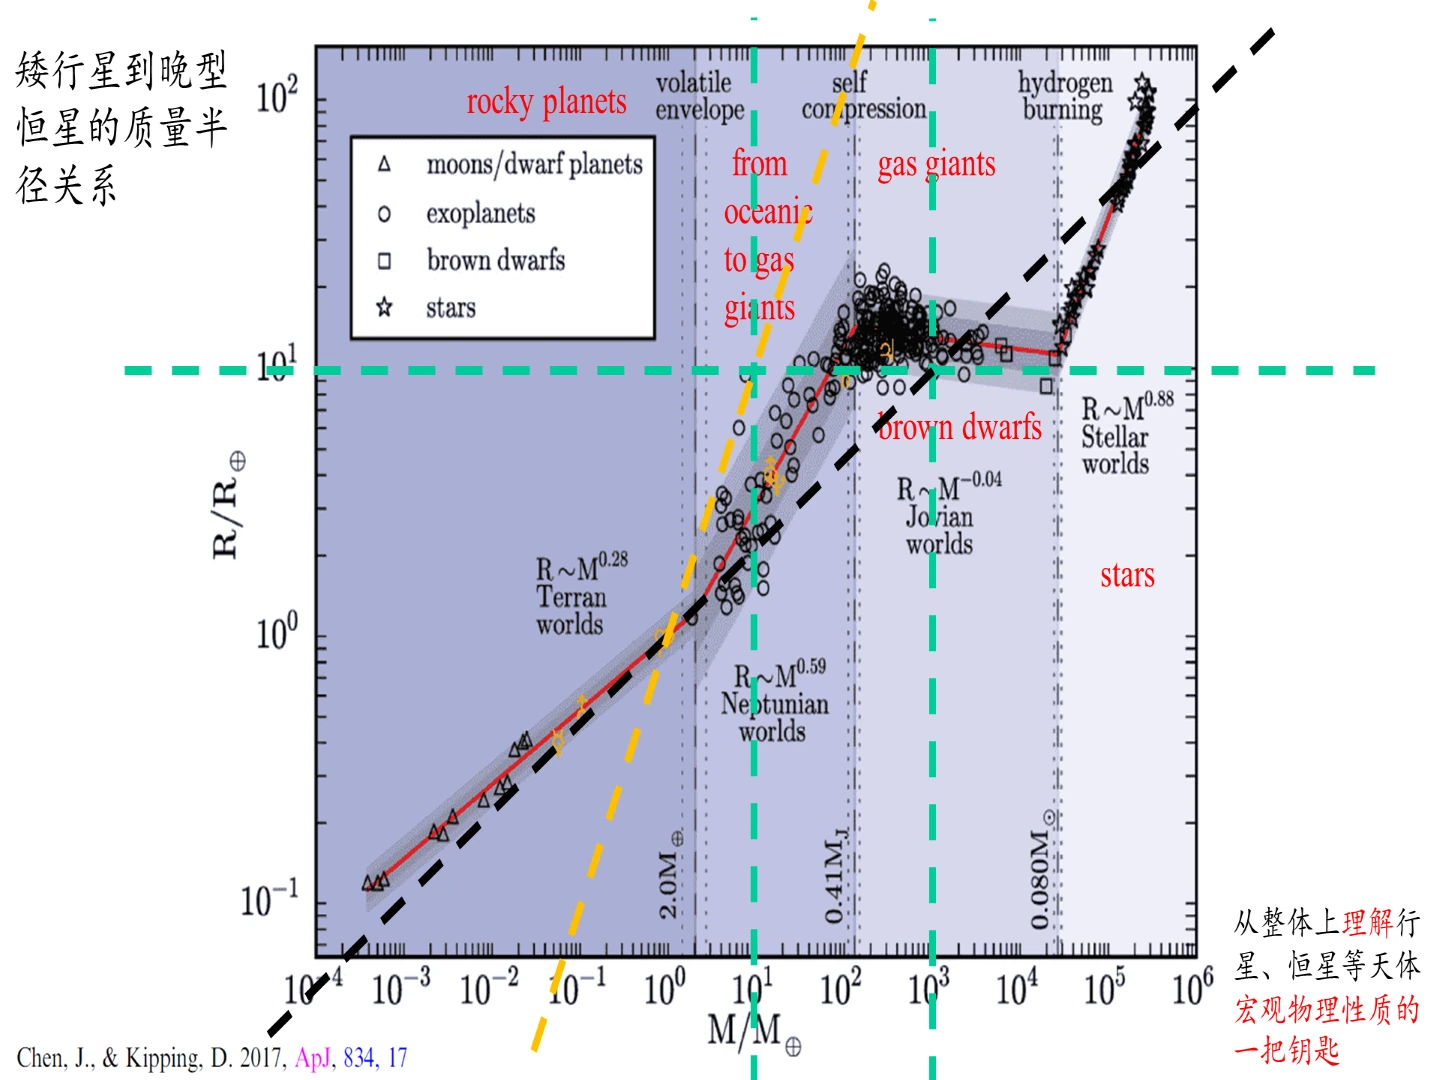 矮行星到晚型
恒星的质量半
径关系
10²
10¹
10⁰
10⁻¹
R/R⊕
rocky planets
volatile
envelope
self
compression
hydrogen
burning
moons/dwarf planets
exoplanets
brown dwarfs
stars
from
oceanic
to gas
giants
gas giants
brown dwarfs
stars
R∼M^0.28
Terran
worlds
R∼M^0.59
Neptunian
worlds
R∼M^−0.04
Jovian
worlds
R∼M^0.88
Stellar
worlds
2.0M⊕
0.41M_J
0.080M⊙
10⁻⁴ 10⁻³ 10⁻² 10⁻¹ 10⁰ 10¹ 10² 10³ 10⁴ 10⁵ 10⁶
M/M⊕
从整体上理解行
星、恒星等天体
宏观物理性质的
一把钥匙
Chen, J., & Kipping, D. 2017, ApJ, 834, 17